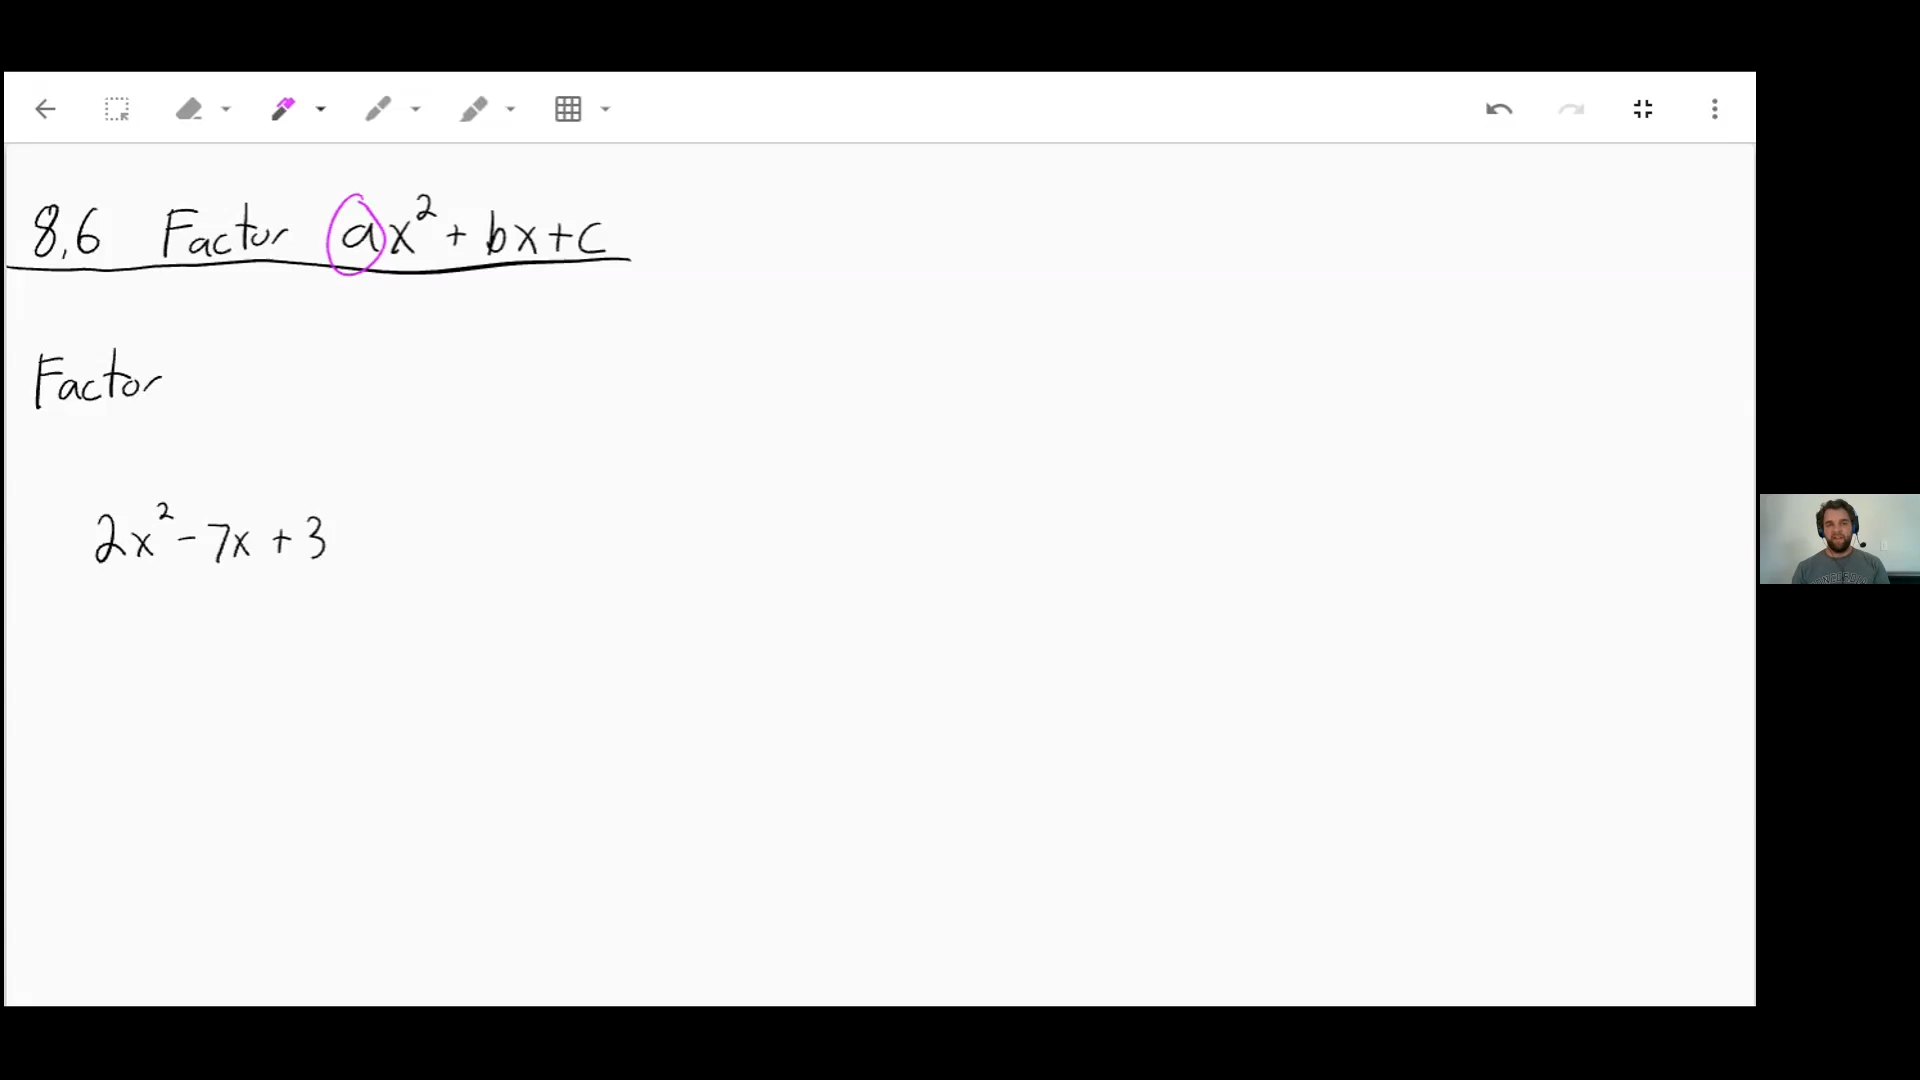 8.6 Factor ax² + bx + c
Factor
2x² - 7x + 3